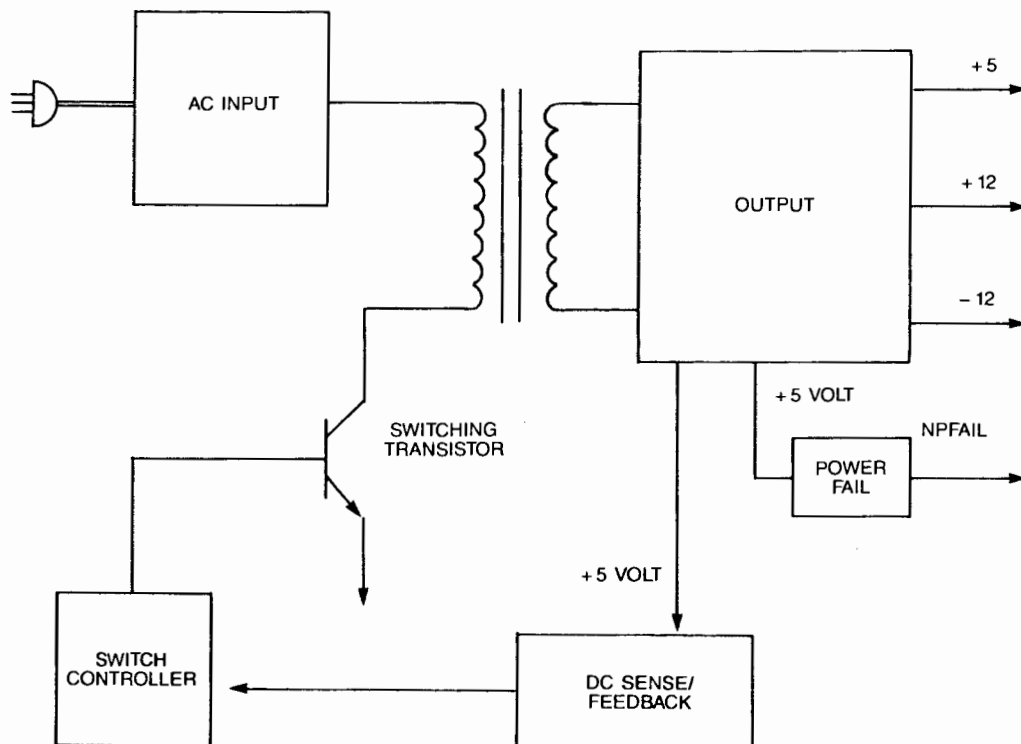 AC INPUT
OUTPUT
+5
+12
-12
+5 VOLT
NPFAIL
POWER
FAIL
SWITCHING
TRANSISTOR
+5 VOLT
SWITCH
CONTROLLER
DC SENSE/
FEEDBACK